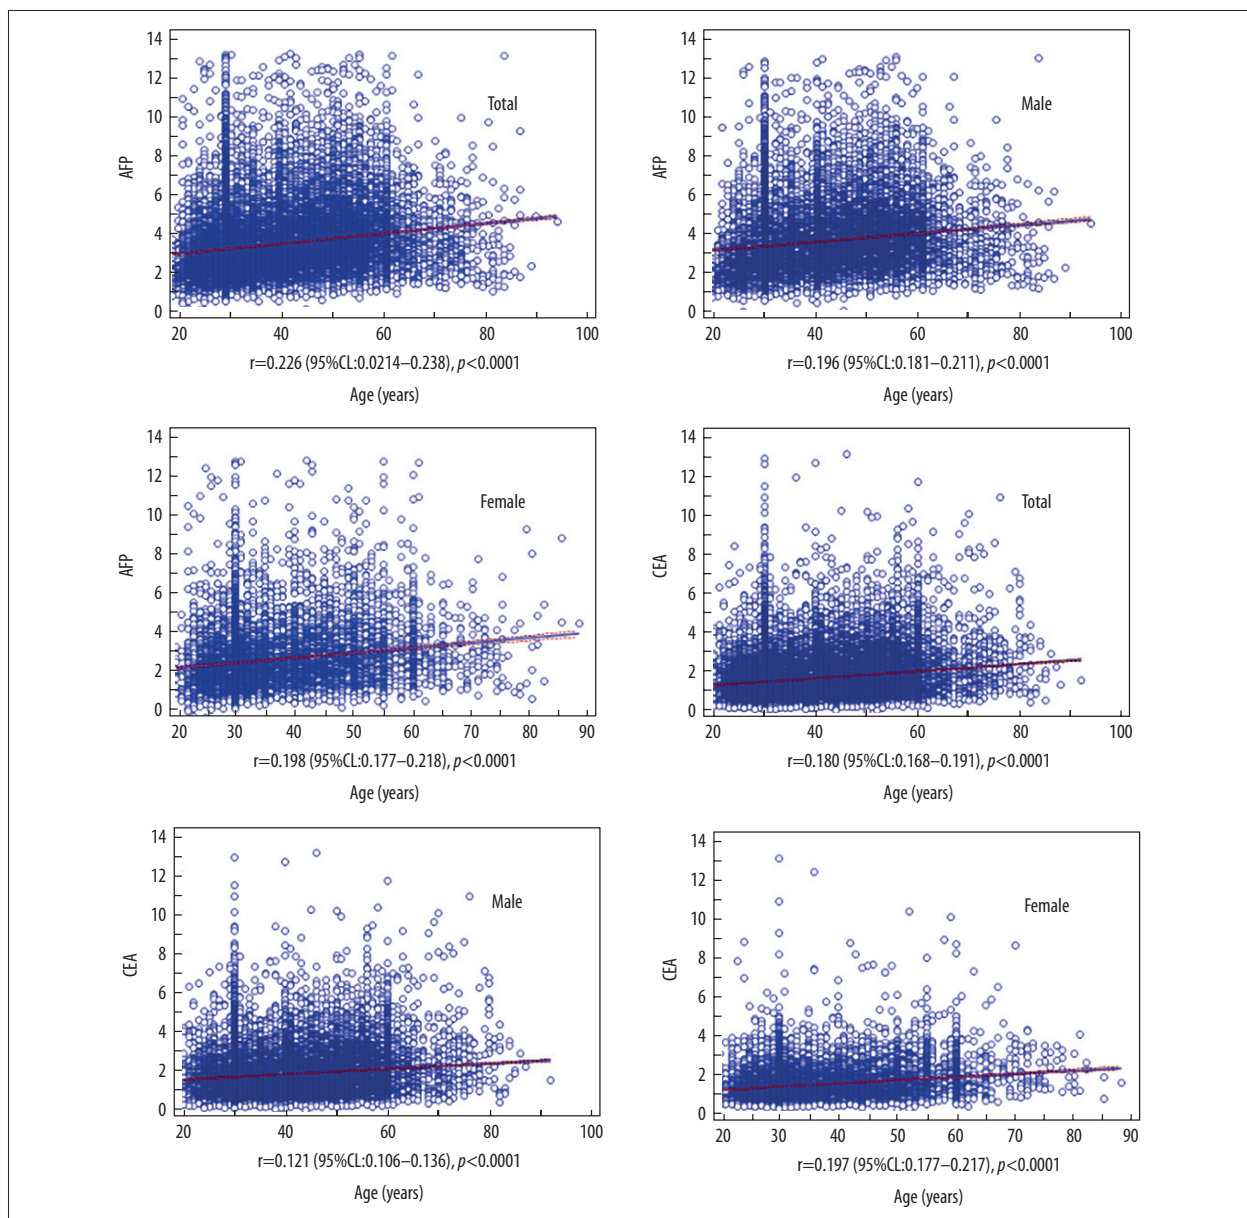 14
12
10
8
6
4
2
0
AFP
Total
20 40 60 80 100
r=0.226 (95%CL:0.0214–0.238), p<0.0001
Age (years)
14
12
10
8
6
4
2
0
AFP
Male
20 40 60 80 100
r=0.196 (95%CL:0.181–0.211), p<0.0001
Age (years)
14
12
10
8
6
4
2
0
AFP
Female
20 30 40 50 60 70 80 90
r=0.198 (95%CL:0.177–0.218), p<0.0001
Age (years)
14
12
10
8
6
4
2
0
CEA
Total
20 40 60 80 100
r=0.180 (95%CL:0.168–0.191), p<0.0001
Age (years)
14
12
10
8
6
4
2
0
CEA
Male
20 40 60 80 100
r=0.121 (95%CL:0.106–0.136), p<0.0001
Age (years)
14
12
10
8
6
4
2
0
CEA
Female
20 20 40 50 60 70 80 90
r=0.197 (95%CL:0.177–0.217), p<0.0001
Age (years)